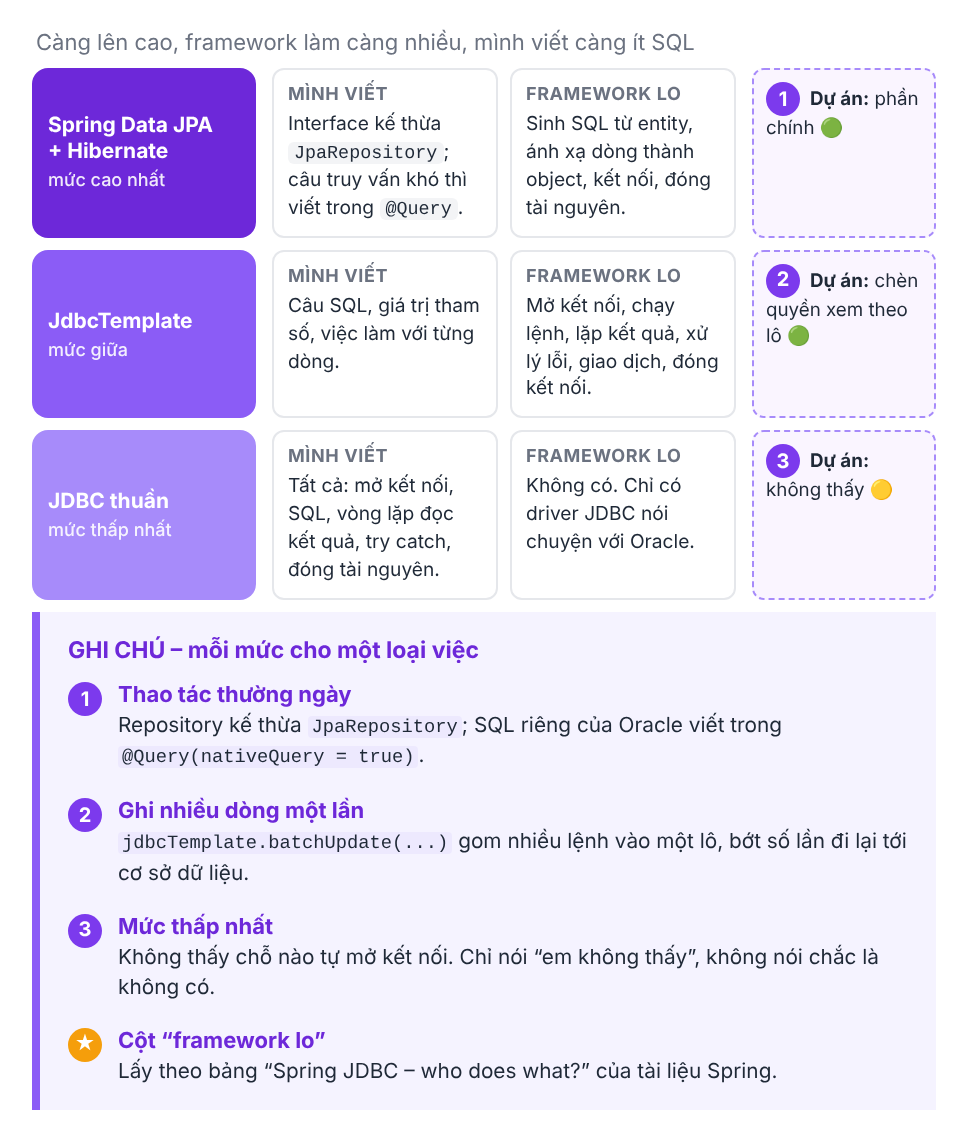 Càng lên cao, framework làm càng nhiều, mình viết càng ít SQL
Spring Data JPA
+ Hibernate
mức cao nhất
MÌNH VIẾT
Interface kế thừa
JpaRepository;
câu truy vấn khó thì
viết trong @Query.
FRAMEWORK LO
Sinh SQL từ entity,
ánh xạ dòng thành
object, kết nối, đóng
tài nguyên.
1 Dự án: phần
chính 🟢
JdbcTemplate
mức giữa
MÌNH VIẾT
Câu SQL, giá trị tham
số, việc làm với từng
dòng.
FRAMEWORK LO
Mở kết nối, chạy
lệnh, lặp kết quả, xử
lý lỗi, giao dịch, đóng
kết nối.
2 Dự án: chèn
quyền xem theo
lô 🟢
JDBC thuần
mức thấp nhất
MÌNH VIẾT
Tất cả: mở kết nối,
SQL, vòng lặp đọc
kết quả, try catch,
đóng tài nguyên.
FRAMEWORK LO
Không có. Chỉ có
driver JDBC nói
chuyện với Oracle.
3 Dự án:
không thấy 🟡
GHI CHÚ – mỗi mức cho một loại việc
1 Thao tác thường ngày
Repository kế thừa JpaRepository; SQL riêng của Oracle viết trong
@Query(nativeQuery = true).
2 Ghi nhiều dòng một lần
jdbcTemplate.batchUpdate(...) gom nhiều lệnh vào một lô, bớt số lần đi lại tới
cơ sở dữ liệu.
3 Mức thấp nhất
Không thấy chỗ nào tự mở kết nối. Chỉ nói “em không thấy”, không nói chắc là
không có.
★ Cột “framework lo”
Lấy theo bảng “Spring JDBC – who does what?” của tài liệu Spring.